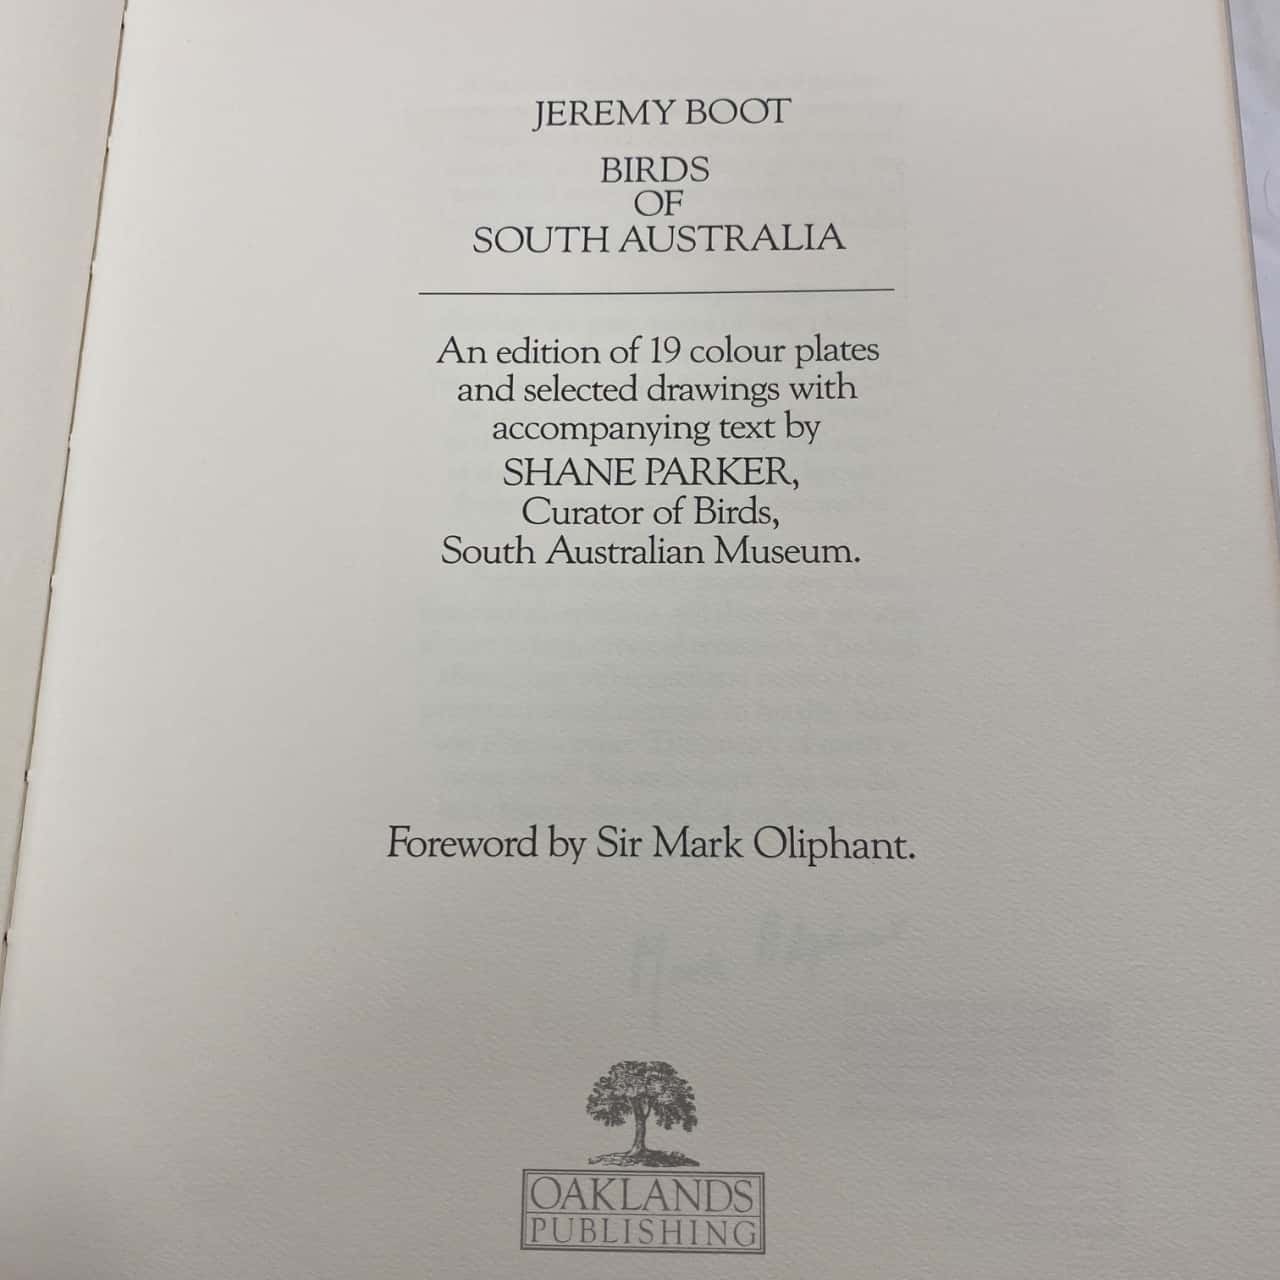 JEREMY BOOT
BIRDS
OF
SOUTH AUSTRALIA
An edition of 19 colour plates
and selected drawings with
accompanying text by
SHANE PARKER,
Curator of Birds,
South Australian Museum.
Foreword by Sir Mark Oliphant.
OAKLANDS
PUBLISHING